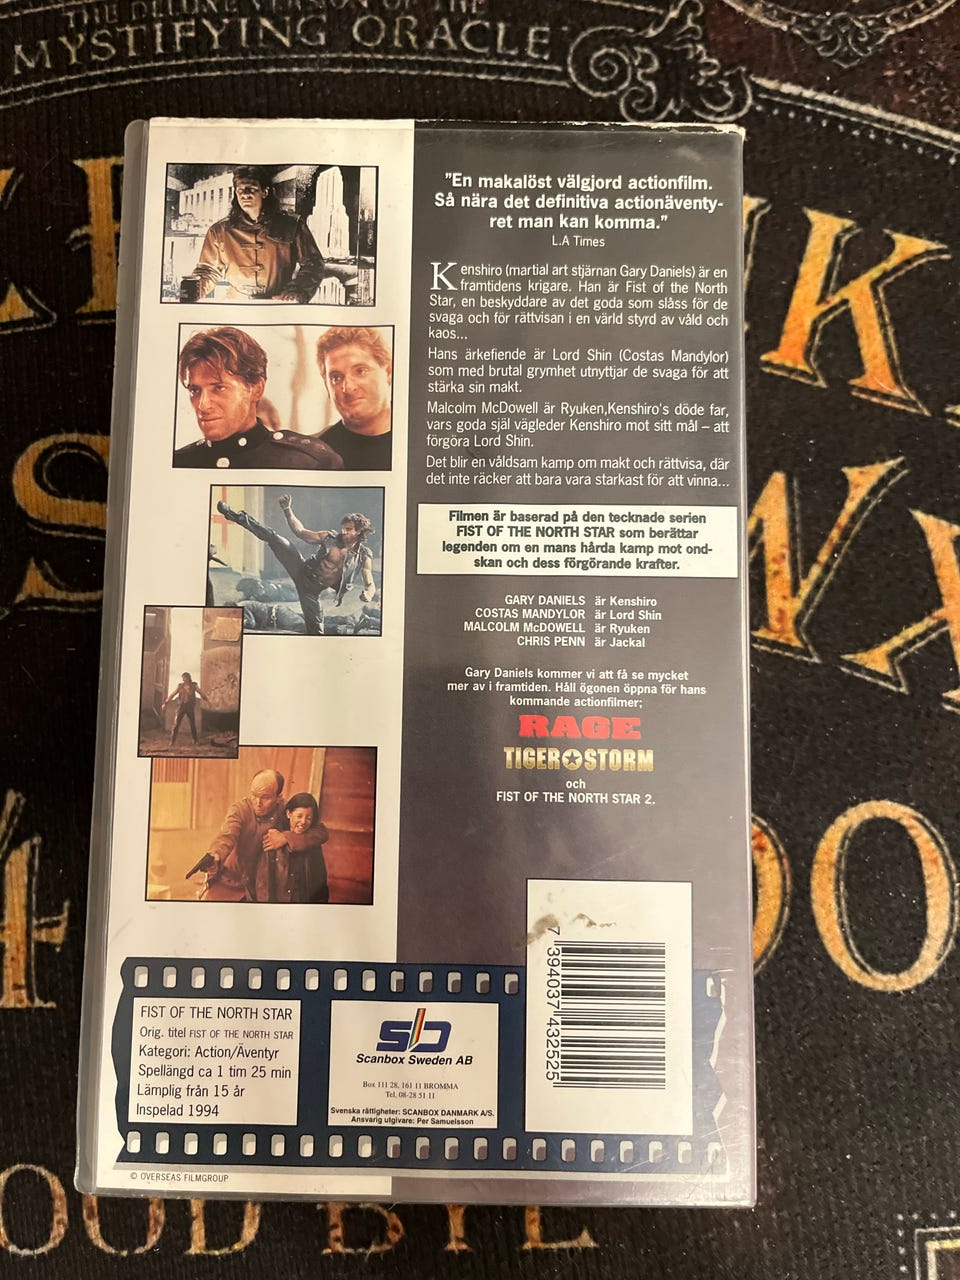 THE DELUXE VERSION OF THE
MYSTIFYING ORACLE
"En makalöst välgjord actionfilm.
Så nära det definitiva actionäventy-
ret man kan komma."
L.A Times
Kenshiro (martial art stjärnan Gary Daniels) är en
framtidens krigare. Han är Fist of the North
Star, en beskyddare av det goda som slåss för de
svaga och för rättvisan i en värld styrd av våld och
kaos...
Hans ärkefiende är Lord Shin (Costas Mandylor)
som med brutal grymhet utnyttjar de svaga för att
stärka sin makt.
Malcolm McDowell är Ryuken,Kenshiro's döde far,
vars goda själ vägleder Kenshiro mot sitt mål – att
förgöra Lord Shin.
Det blir en våldsam kamp om makt och rättvisa, där
det inte räcker att bara vara starkast för att vinna...
Filmen är baserad på den tecknade serien
FIST OF THE NORTH STAR som berättar
legenden om en mans hårda kamp mot ond-
skan och dess förgörande krafter.
GARY DANIELS är Kenshiro
COSTAS MANDYLOR är Lord Shin
MALCOLM McDOWELL är Ryuken
CHRIS PENN är Jackal
Gary Daniels kommer vi att få se mycket
mer av i framtiden. Håll ögonen öppna för hans
kommande actionfilmer;
RAGE
TIGER STORM
och
FIST OF THE NORTH STAR 2.
7 394037 432525
FIST OF THE NORTH STAR
Orig. titel FIST OF THE NORTH STAR
Kategori: Action/Äventyr
Spellängd ca 1 tim 25 min
Lämplig från 15 år
Inspelad 1994
Scanbox Sweden AB
Box 111 28, 161 11 BROMMA
Tel. 08-28 51 11
Svenska rättigheter: SCANBOX DANMARK A/S.
Ansvarig utgivare: Per Samuelsson
© OVERSEAS FILMGROUP
K
S
W
X
4
0
OOD BYE